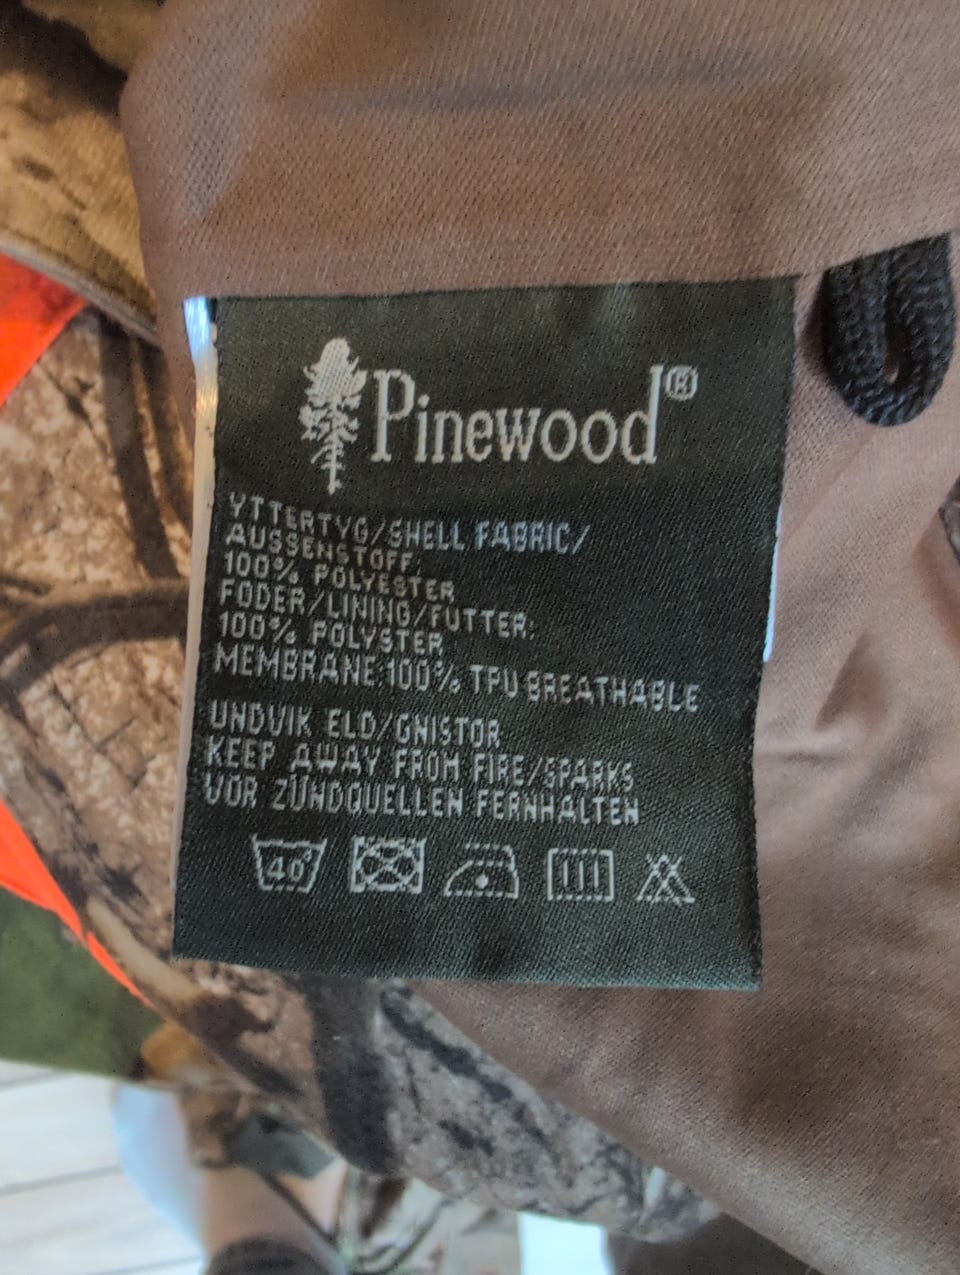 Pinewood®
YTTERTYG/SHELL FABRIC/
AUSSENSTOFF:
100% POLYESTER
FODER/LINING/FUTTER:
100% POLYSTER
MEMBRANE:100% TPU BREATHABLE
UNDVIK ELD/GNISTOR
KEEP AWAY FROM FIRE/SPARKS
VOR ZÜNDQUELLEN FERNHALTEN
40°